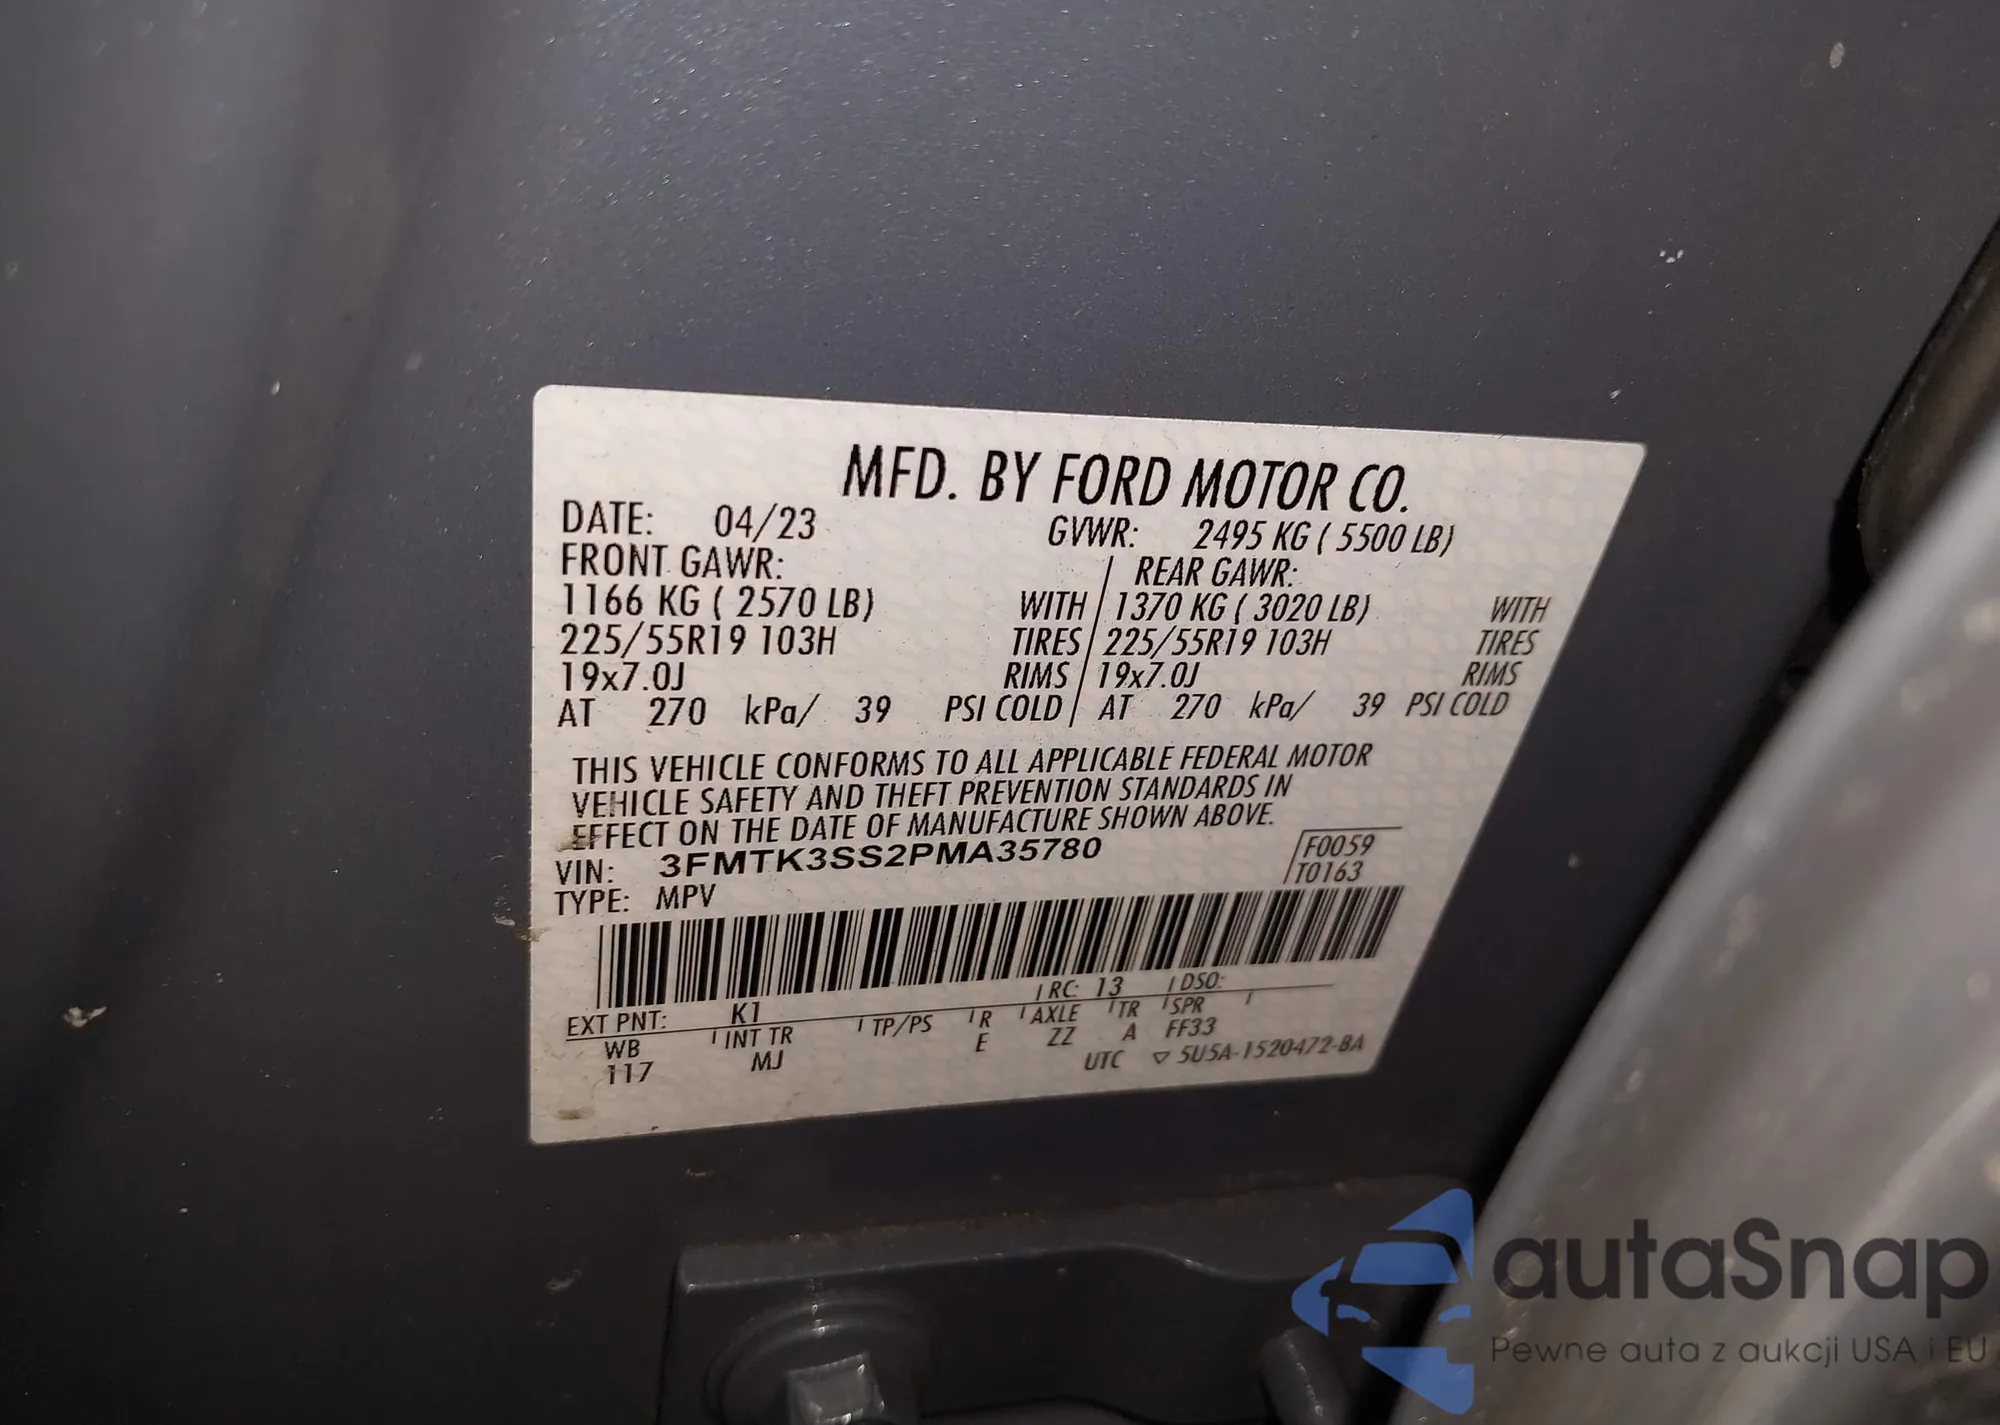 MFD. BY FORD MOTOR CO.
DATE: 04/23 GVWR: 2495 KG ( 5500 LB)
FRONT GAWR: REAR GAWR:
1166 KG ( 2570 LB) WITH 1370 KG ( 3020 LB) WITH
225/55R19 103H TIRES 225/55R19 103H TIRES
19x7.0J RIMS 19x7.0J RIMS
AT 270 kPa/ 39 PSI COLD AT 270 kPa/ 39 PSI COLD
THIS VEHICLE CONFORMS TO ALL APPLICABLE FEDERAL MOTOR
VEHICLE SAFETY AND THEFT PREVENTION STANDARDS IN
EFFECT ON THE DATE OF MANUFACTURE SHOWN ABOVE.
VIN: 3FMTK3SS2PMA35780 F0059
TYPE: MPV T0163
EXT PNT: K1 RC: 13 DSO:
WB INT TR TP/PS R AXLE TR SPR
117 MJ E ZZ A FF33
UTC ▽ 5U5A-1520472-BA
autaSnap
Pewne auta z aukcji USA i EU